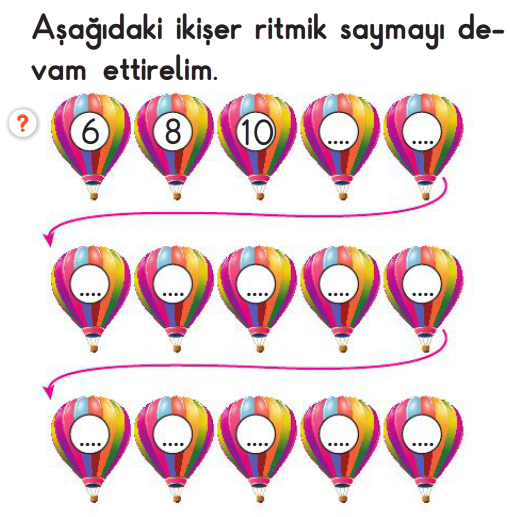 Aşağıdaki ikişer ritmik saymayı de-
vam ettirelim.
?
6 8 10 .... ....
.... .... .... .... ....
.... .... .... .... ....